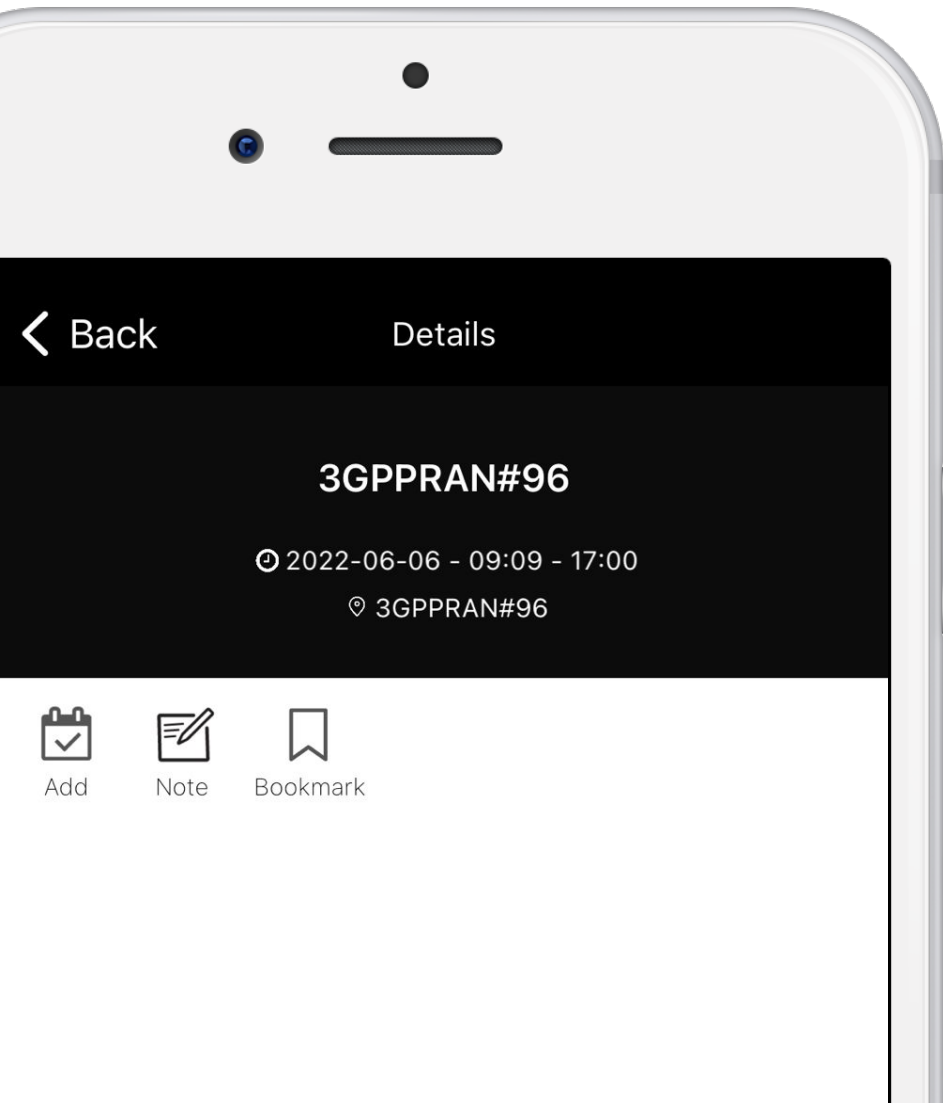 Back
Details
3GPPRAN#96
2022-06-06 - 09:09 - 17:00
3GPPRAN#96
Add
Note
Bookmark